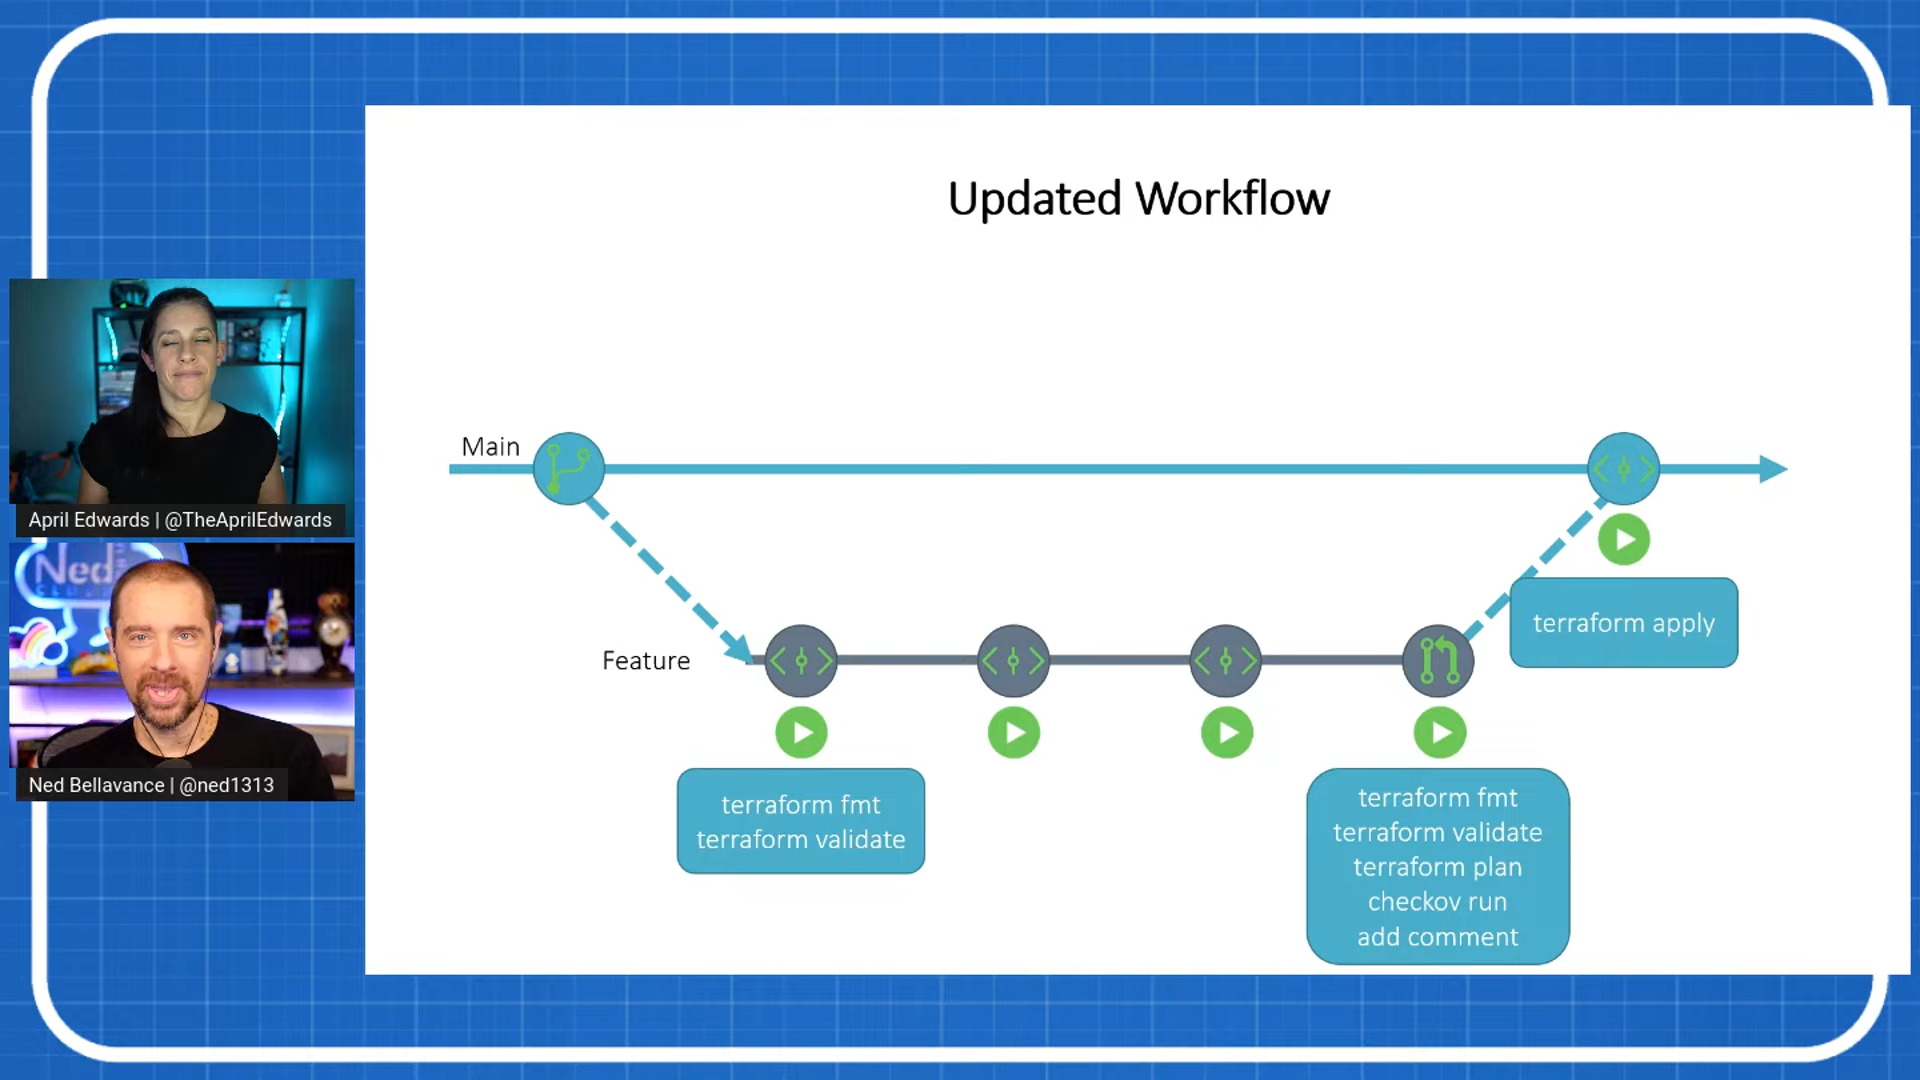 Updated Workflow
Main
Feature
terraform fmt
terraform validate
terraform fmt
terraform validate
terraform plan
checkov run
add comment
terraform apply
April Edwards | @TheAprilEdwards
Ned
Ned Bellavance | @ned1313